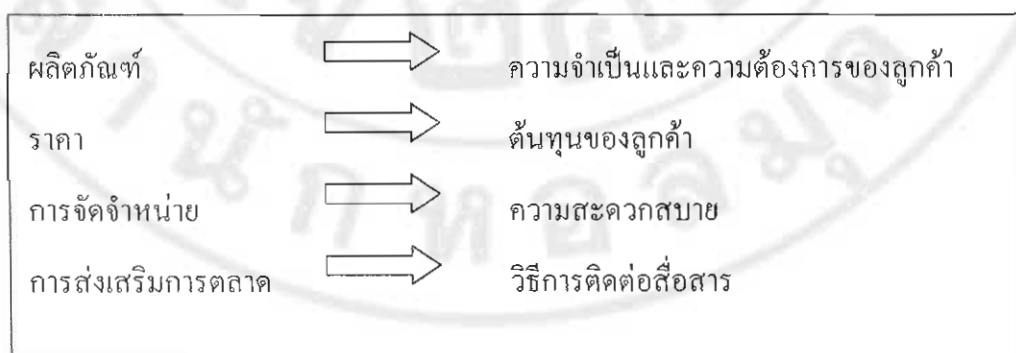 ผลิตภัณฑ์ ความจำเป็นและความต้องการของลูกค้า
ราคา ต้นทุนของลูกค้า
การจัดจำหน่าย ความสะดวกสบาย
การส่งเสริมการตลาด วิธีการติดต่อสื่อสาร